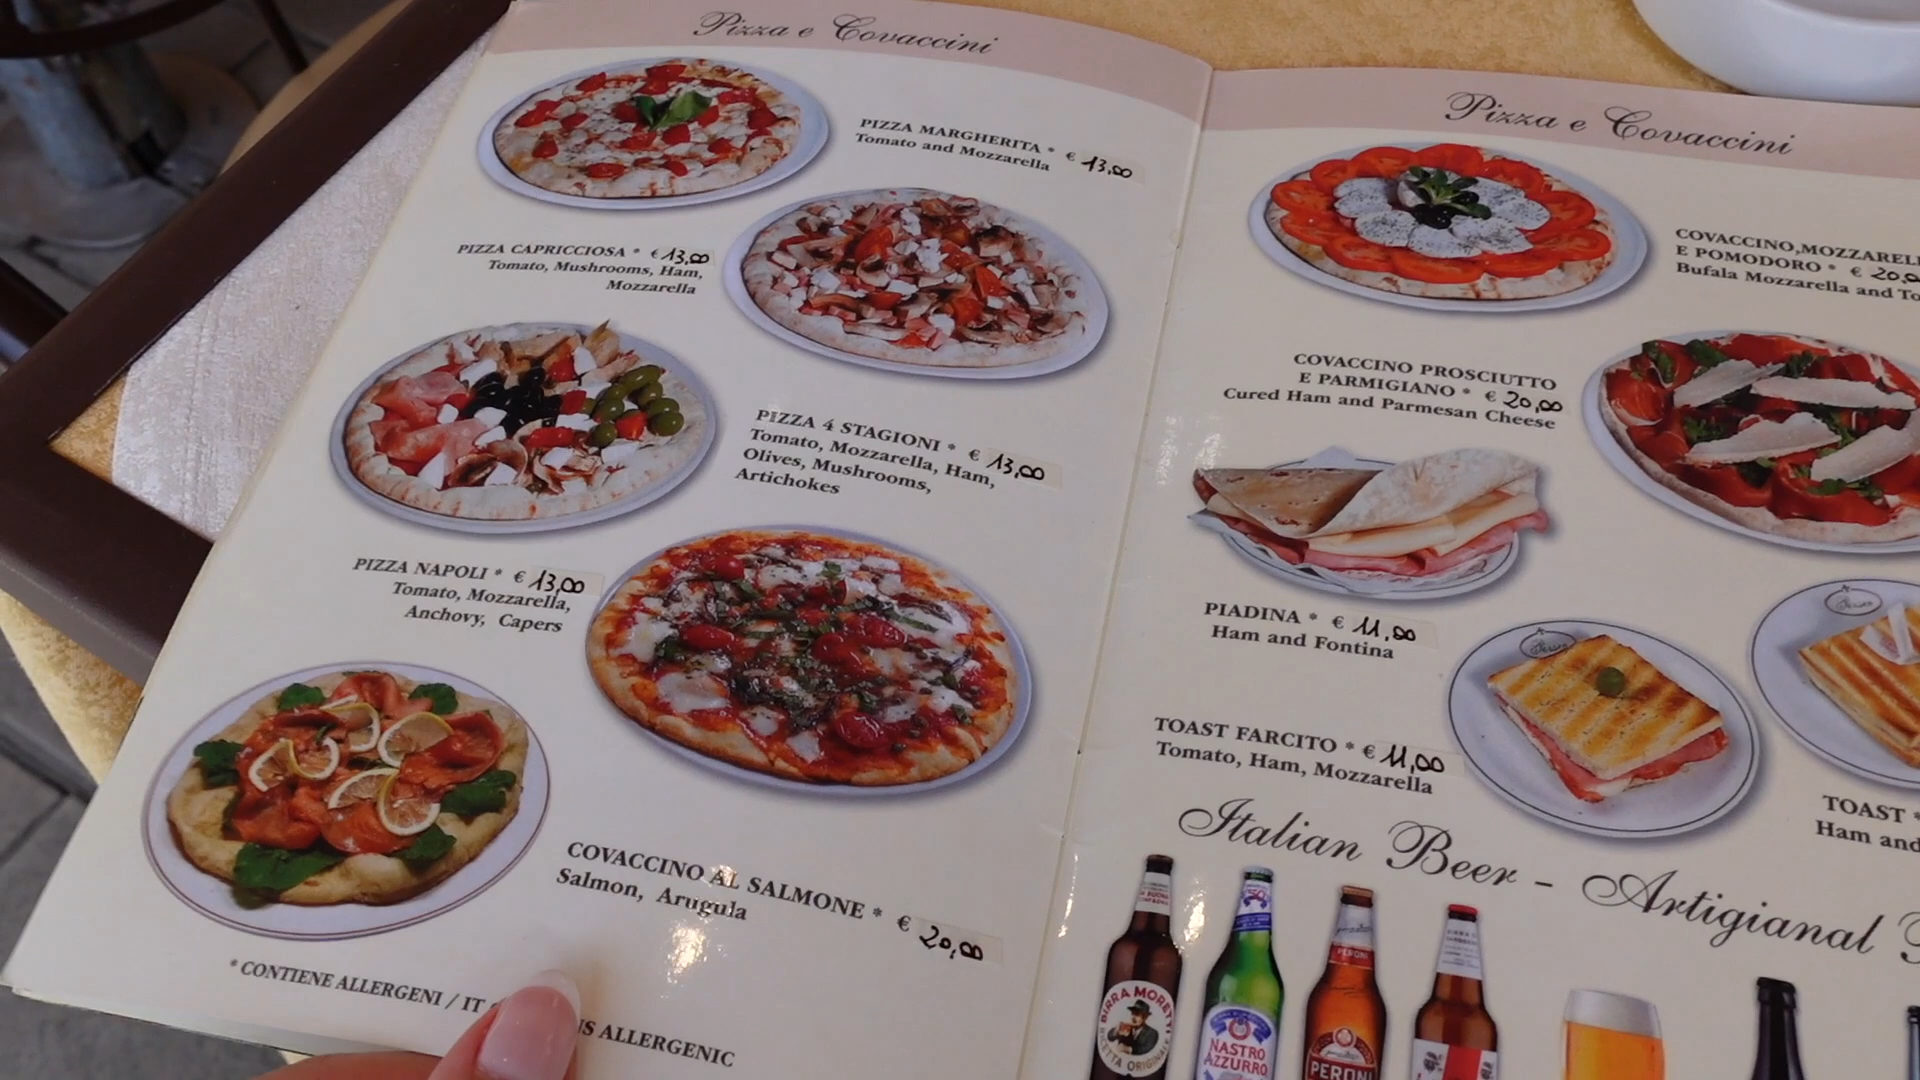 Pizza e Covaccini
PIZZA MARGHERITA * € 13,00
Tomato and Mozzarella
PIZZA CAPRICCIOSA * € 13,00
Tomato, Mushrooms, Ham,
Mozzarella
PIZZA 4 STAGIONI * € 13,00
Tomato, Mozzarella, Ham,
Olives, Mushrooms,
Artichokes
PIZZA NAPOLI * € 13,00
Tomato, Mozzarella,
Anchovy, Capers
COVACCINO AL SALMONE * € 20,00
Salmon, Arugula
* CONTIENE ALLERGENI / IT ALLERGENIC
Pizza e Covaccini
COVACCINO, MOZZARELL
E POMODORO * € 20,0
Bufala Mozzarella and To
COVACCINO PROSCIUTTO
E PARMIGIANO * € 20,00
Cured Ham and Parmesan Cheese
PIADINA * € 11,00
Ham and Fontina
TOAST FARCITO * € 11,00
Tomato, Ham, Mozzarella
TOAST *
Ham and
Italian Beer - Artigianal
BIRRA MORETTI
RICETTA ORIGINALE
NASTRO
AZZURRO
PERONI
PERONI